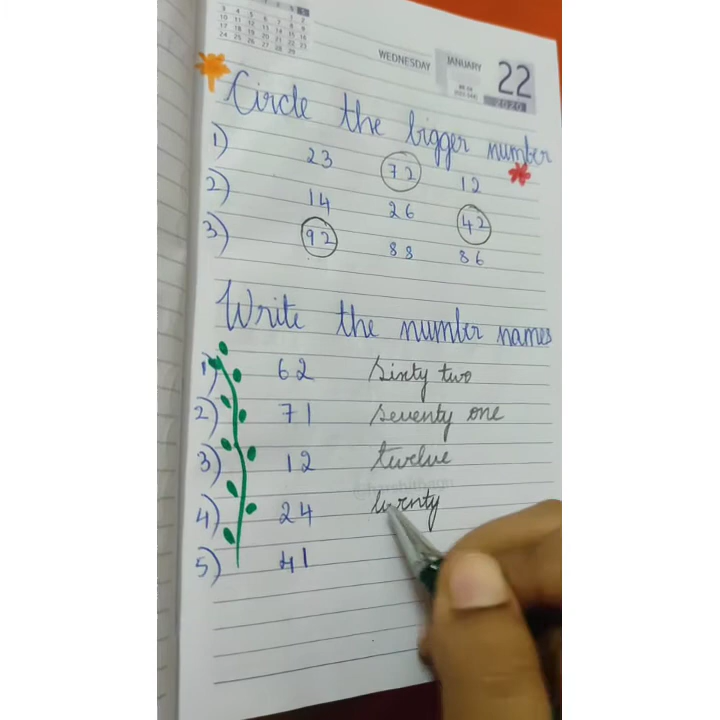 WEDNESDAY JANUARY 22
2020
Circle the bigger number
1) 23 72 12
2) 14 26 42
3) 92 88 86
Write the number names
1) 62 Sixty two
2) 71 Seventy one
3) 12 twelve
4) 24 twenty
5) 41